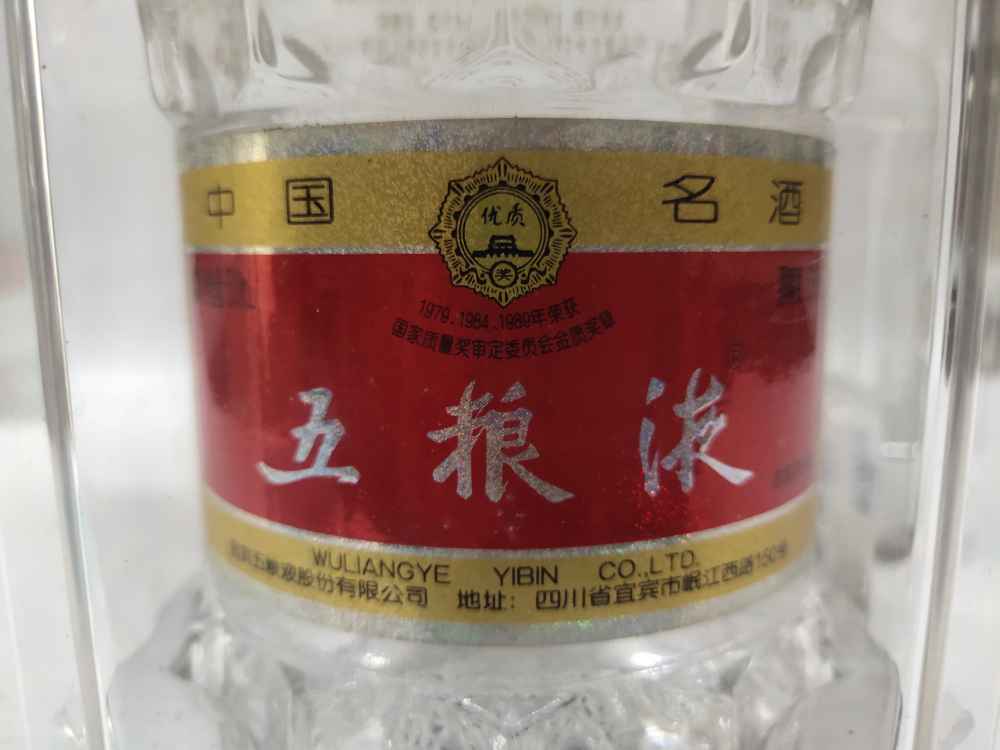 中国 名酒
优质
奖
1979.1984.1989年荣获
国家质量奖审定委员会金质奖章
五粮液
WULIANGYE YIBIN CO.,LTD.
宜宾五粮液股份有限公司 地址：四川省宜宾市岷江西路150号